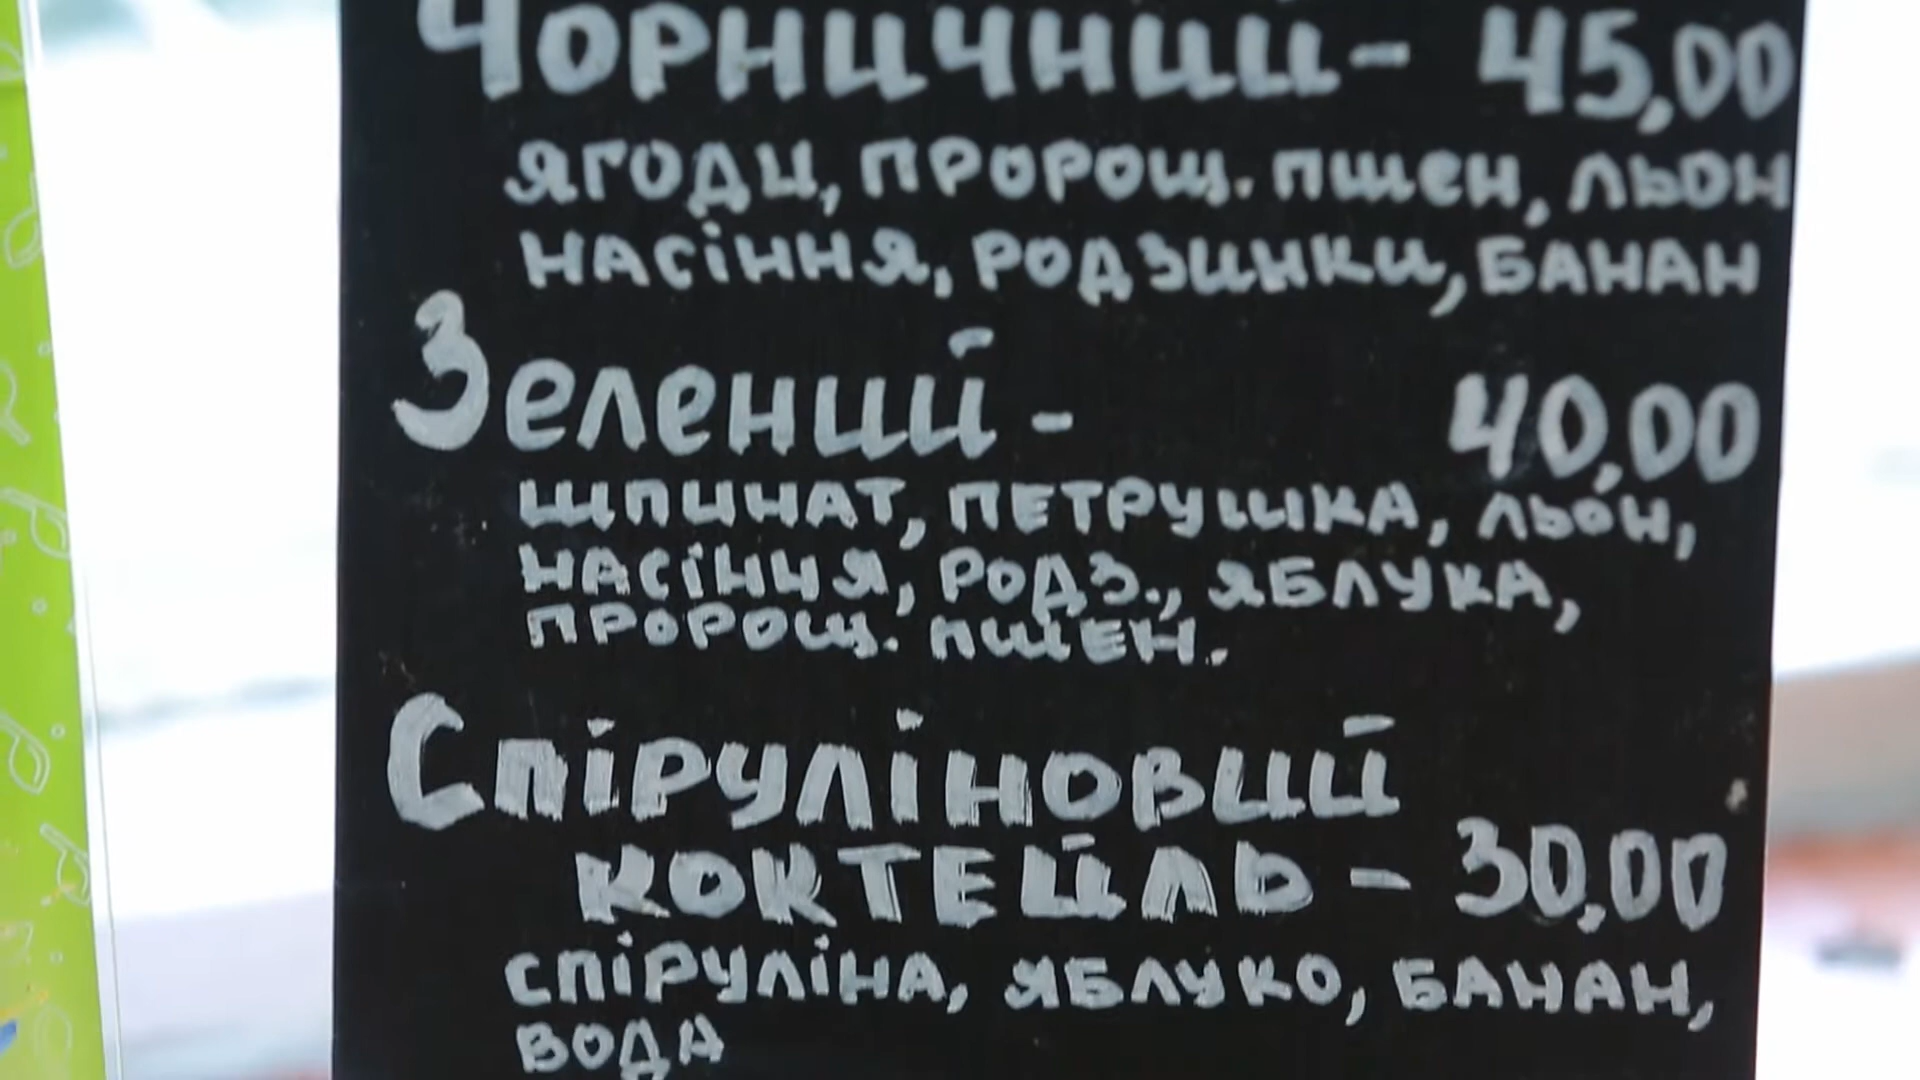 Чорничний - 45,00
ягоди, пророщ. пшен, льон
насіння, родзинки, банан
Зелений - 40,00
шпинат, петрушка, льон,
насіння, родз., яблука,
пророщ. пшен.
Спіруліновий
коктейль - 30,00
спіруліна, яблуко, банан,
вода